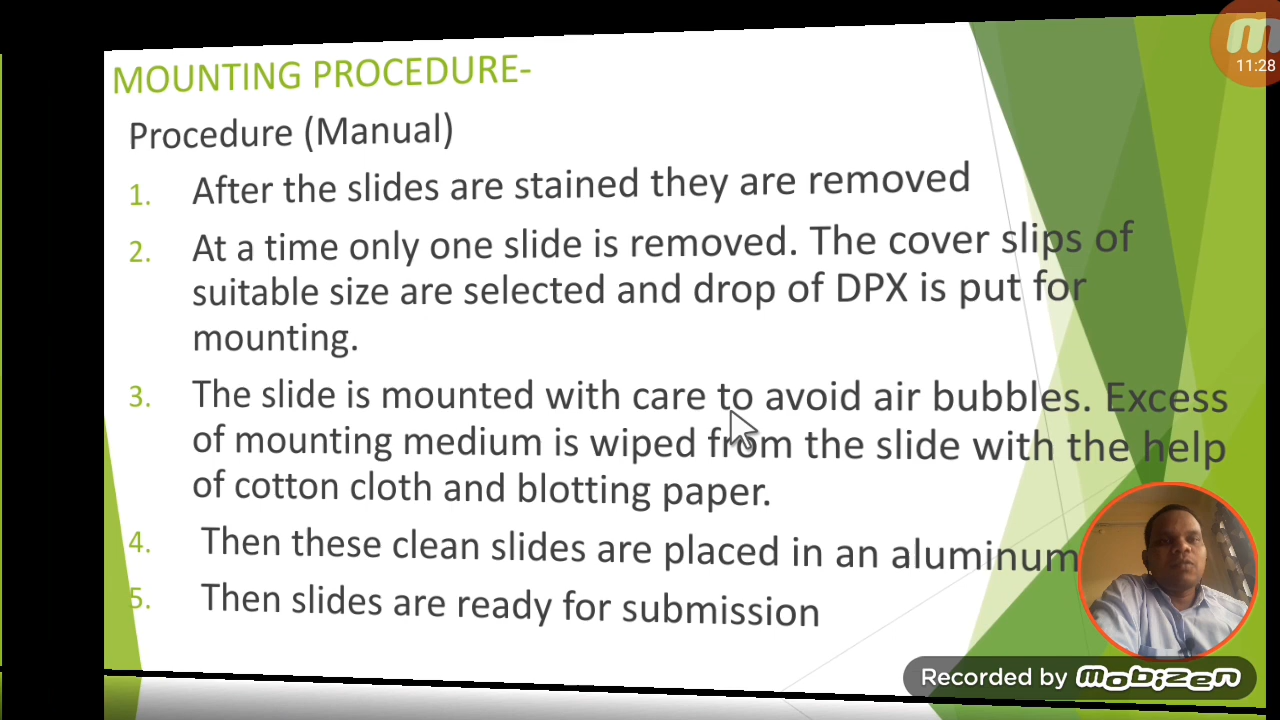 MOUNTING PROCEDURE-
Procedure (Manual)
1. After the slides are stained they are removed
2. At a time only one slide is removed. The cover slips of
suitable size are selected and drop of DPX is put for
mounting.
3. The slide is mounted with care to avoid air bubbles. Excess
of mounting medium is wiped from the slide with the help
of cotton cloth and blotting paper.
4. Then these clean slides are placed in an aluminum
5. Then slides are ready for submission
m
11:28
Recorded by mobizen